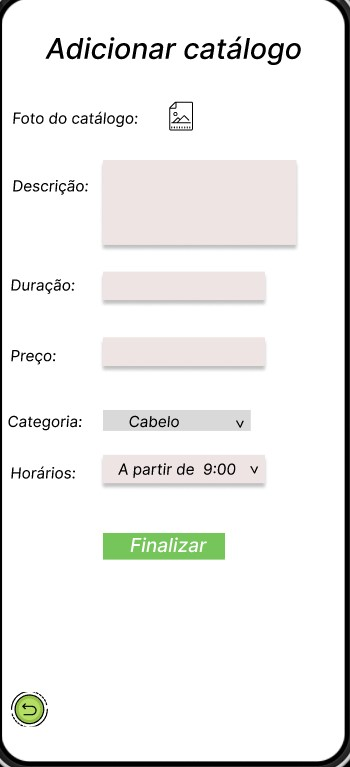 Adicionar catálogo
Foto do catálogo:
Descrição:
Duração:
Preço:
Categoria: Cabelo v
Horários: A partir de 9:00 v
Finalizar